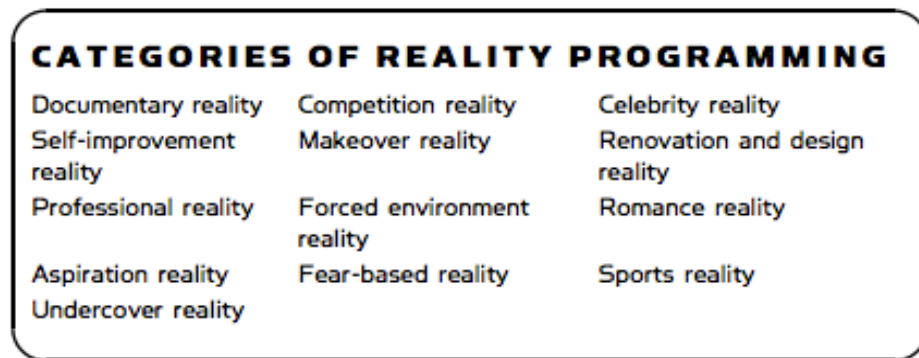 CATEGORIES OF REALITY PROGRAMMING
Documentary reality Competition reality Celebrity reality
Self-improvement Makeover reality Renovation and design
reality reality
Professional reality Forced environment Romance reality
reality
Aspiration reality Fear-based reality Sports reality
Undercover reality